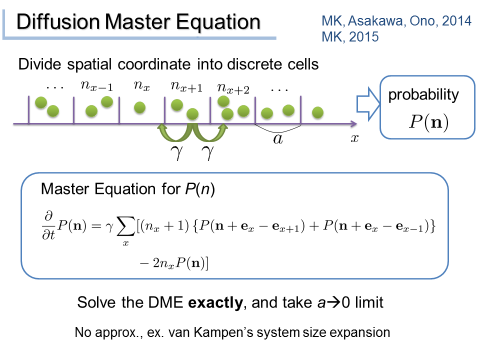 Diffusion Master Equation
MK, Asakawa, Ono, 2014
MK, 2015
Divide spatial coordinate into discrete cells
... n_{x-1} n_x n_{x+1} n_{x+2} ...
γ γ a x
probability
P(n)
Master Equation for P(n)
∂/∂t P(n) = γ ∑_x [(n_x + 1) {P(n + e_x − e_{x+1}) + P(n + e_x − e_{x−1})}
− 2n_x P(n)]
Solve the DME exactly, and take a→0 limit
No approx., ex. van Kampen's system size expansion